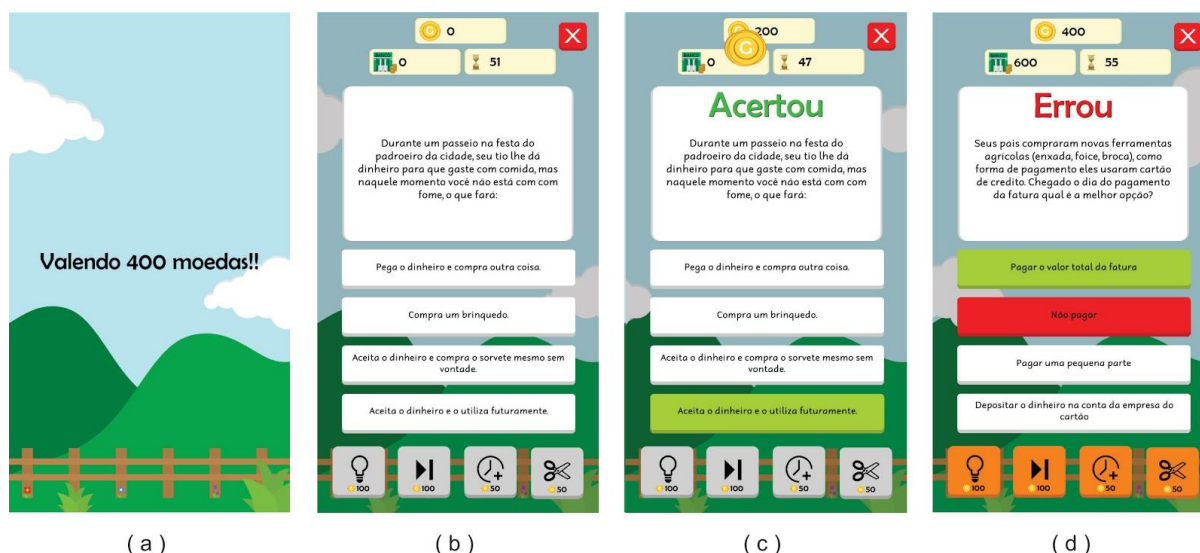 Valendo 400 moedas!!
( a )
G 0
BANCO 0
51
X
Durante um passeio na festa do
padroeiro da cidade, seu tio lhe dá
dinheiro para que gaste com comida, mas
naquele momento você não está com com
fome, o que fará:
Pega o dinheiro e compra outra coisa.
Compra um brinquedo.
Aceita o dinheiro e compra o sorvete mesmo sem
vontade.
Aceita o dinheiro e o utiliza futuramente.
100
100
50
50
( b )
G 200
BANCO 0
47
X
Acertou
Durante um passeio na festa do
padroeiro da cidade, seu tio lhe dá
dinheiro para que gaste com comida, mas
naquele momento você não está com com
fome, o que fará:
Pega o dinheiro e compra outra coisa.
Compra um brinquedo.
Aceita o dinheiro e compra o sorvete mesmo sem
vontade.
Aceita o dinheiro e o utiliza futuramente.
100
100
50
50
( c )
G 400
BANCO 600
55
X
Errou
Seus pais compraram novas ferramentas
agrícolas (enxada, foice, broca), como
forma de pagamento eles usaram cartão
de credito. Chegado o dia do pagamento
da fatura qual é a melhor opção?
Pagar o valor total da fatura
Não pagar
Pagar uma pequena parte
Depositar o dinheiro na conta da empresa do
cartão
100
100
50
50
( d )